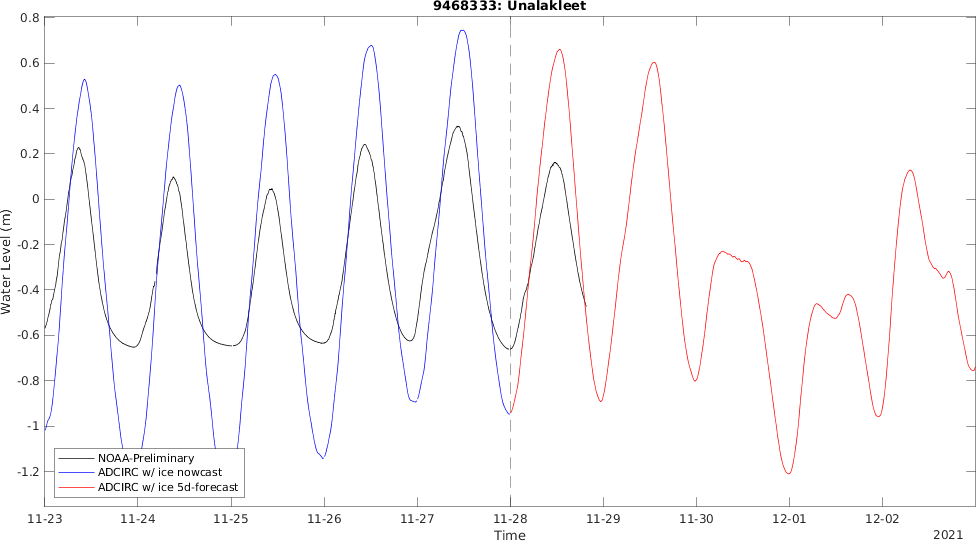 9468333: Unalakleet
0.8
0.6
0.4
0.2
0
-0.2
-0.4
-0.6
-0.8
-1
-1.2
Water Level (m)
NOAA-Preliminary
ADCIRC w/ ice nowcast
ADCIRC w/ ice 5d-forecast
11-23 11-24 11-25 11-26 11-27 11-28 11-29 11-30 12-01 12-02
Time
2021